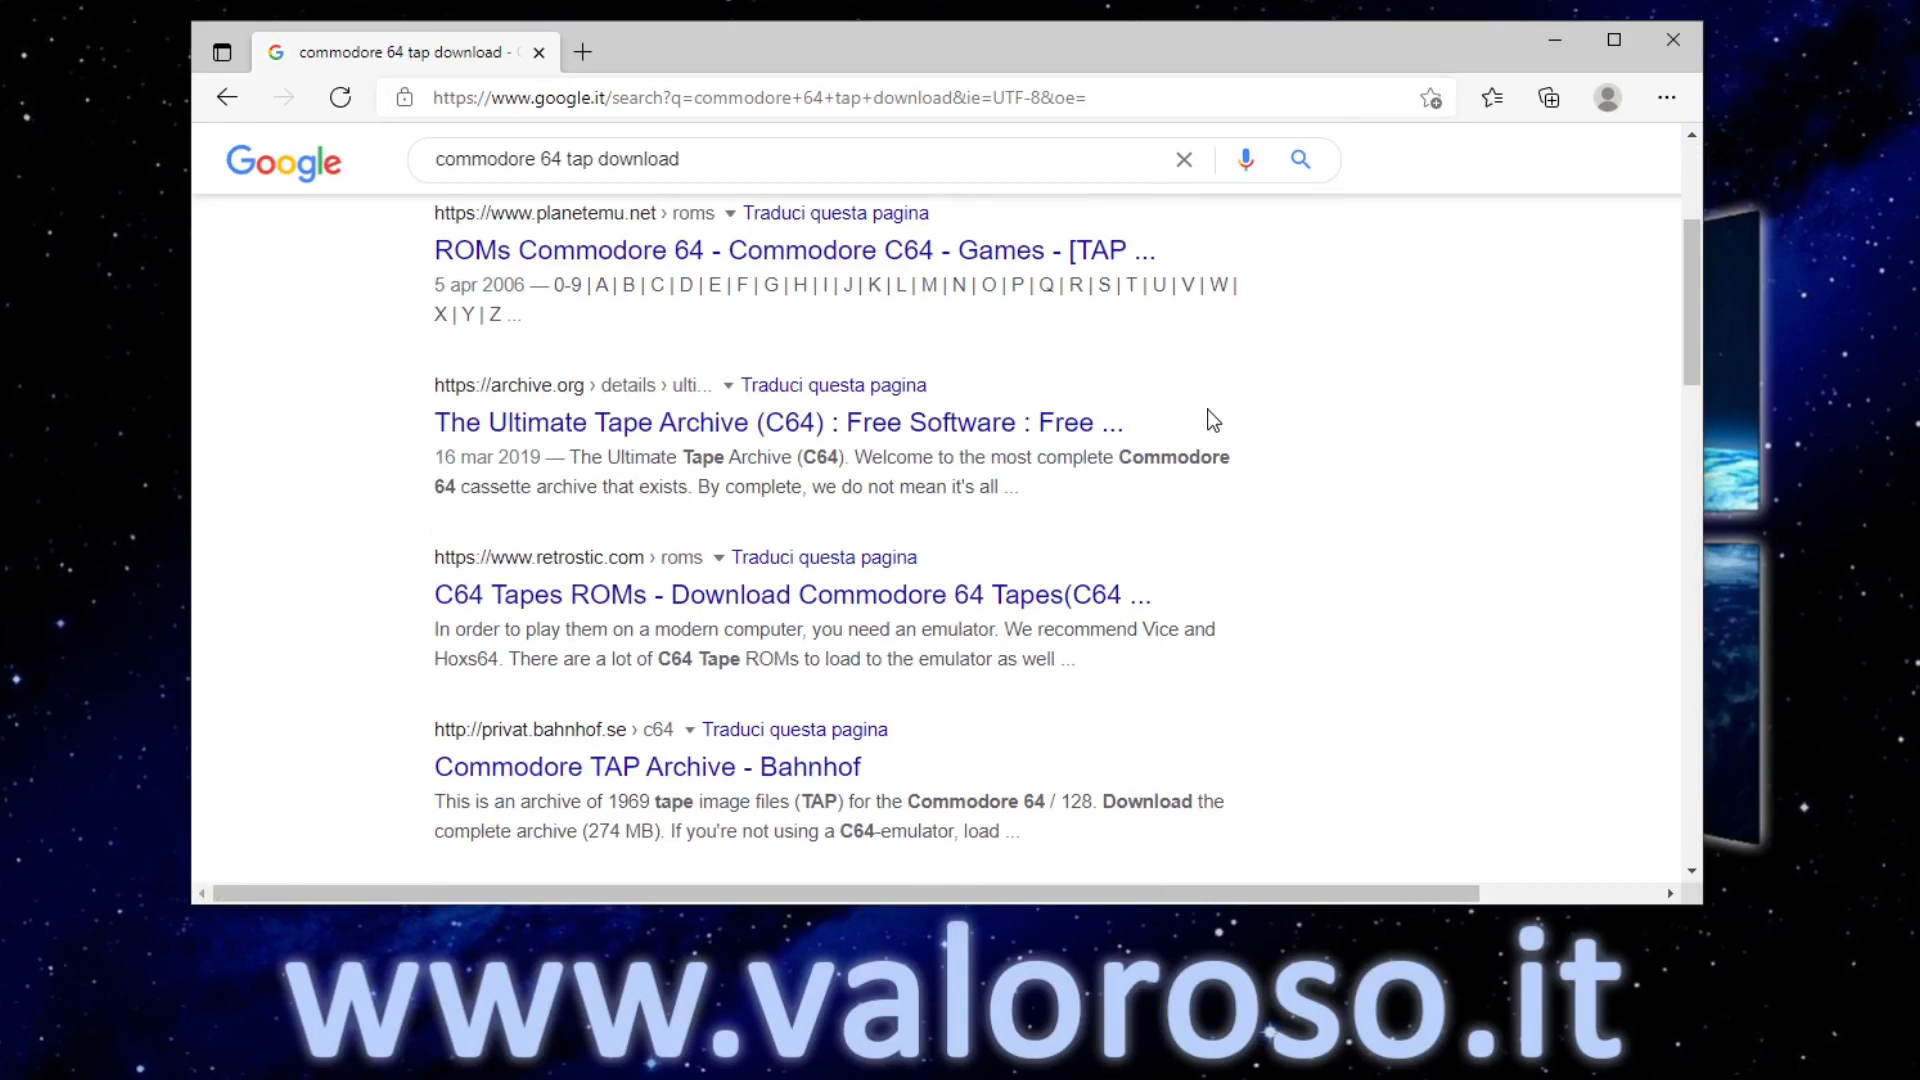 commodore 64 tap download -
https://www.google.it/search?q=commodore+64+tap+download&ie=UTF-8&oe=
Google
commodore 64 tap download
https://www.planetemu.net › roms Traduci questa pagina
ROMs Commodore 64 - Commodore C64 - Games - [TAP ...
5 apr 2006 — 0-9 | A | B | C | D | E | F | G | H | I | J | K | L | M | N | O | P | Q | R | S | T | U | V | W |
X | Y | Z ...
https://archive.org › details › ulti... Traduci questa pagina
The Ultimate Tape Archive (C64) : Free Software : Free ...
16 mar 2019 — The Ultimate Tape Archive (C64). Welcome to the most complete Commodore
64 cassette archive that exists. By complete, we do not mean it's all ...
https://www.retrostic.com › roms Traduci questa pagina
C64 Tapes ROMs - Download Commodore 64 Tapes(C64 ...
In order to play them on a modern computer, you need an emulator. We recommend Vice and
Hoxs64. There are a lot of C64 Tape ROMs to load to the emulator as well ...
http://privat.bahnhof.se › c64 Traduci questa pagina
Commodore TAP Archive - Bahnhof
This is an archive of 1969 tape image files (TAP) for the Commodore 64 / 128. Download the
complete archive (274 MB). If you're not using a C64-emulator, load ...
www.valoroso.it